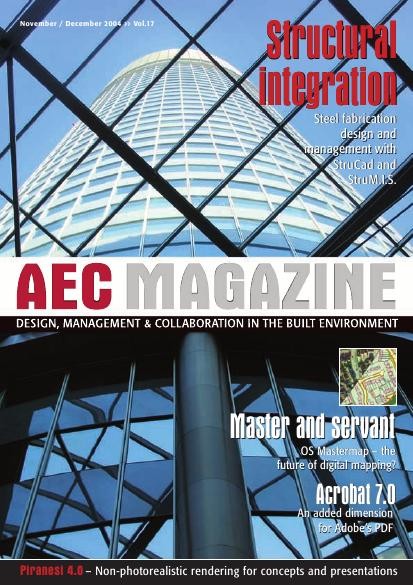 November / December 2004 >> Vol.17
Structural
integration
Steel fabrication
design and
management with
StruCad and
StruM.I.S.
AEC MAGAZINE
DESIGN, MANAGEMENT & COLLABORATION IN THE BUILT ENVIRONMENT
Master and servant
OS Mastermap – the
future of digital mapping?
Acrobat 7.0
An added dimension
for Adobe's PDF
Piranesi 4.0 – Non-photorealistic rendering for concepts and presentations